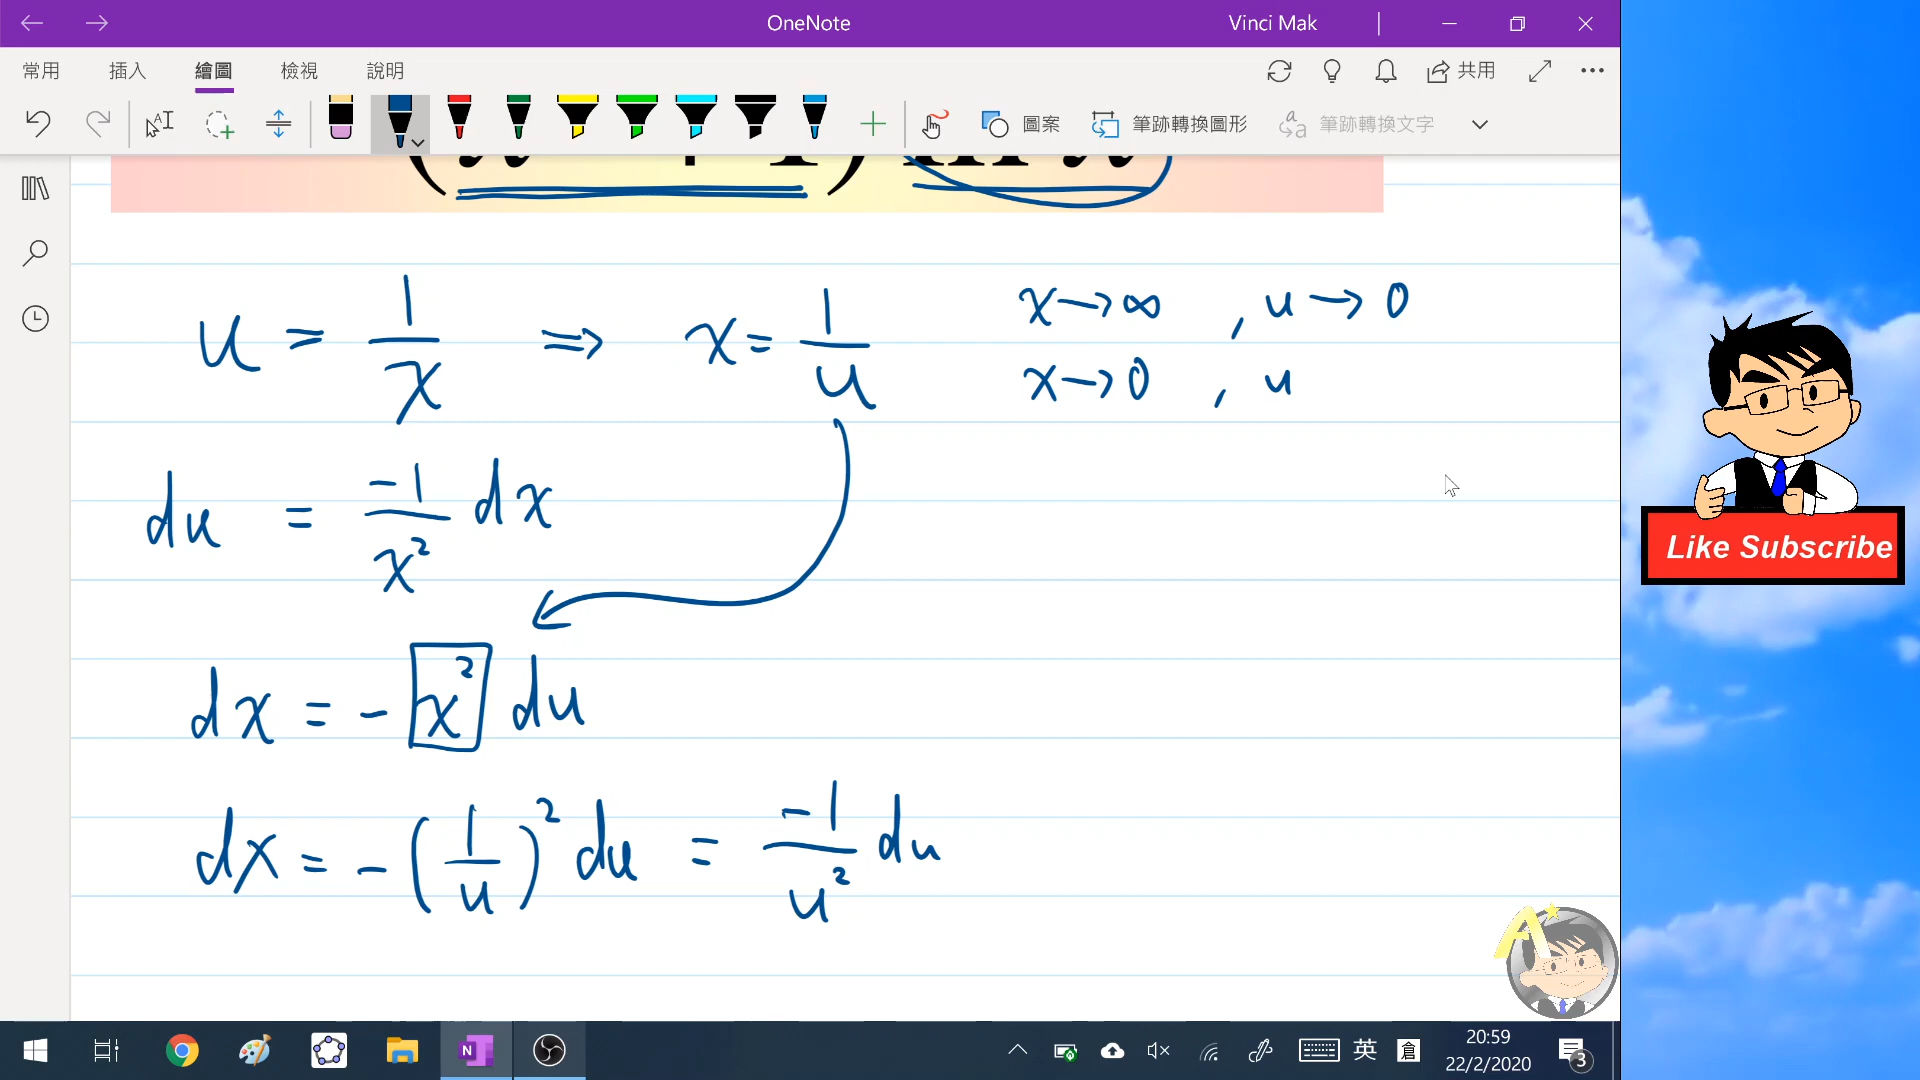 OneNote
Vinci Mak
常用 插入 繪圖 檢視 說明
共用
圖案 筆跡轉換圖形 筆跡轉換文字
u = 1/x ⇒ x = 1/u
x → ∞ , u → 0
x → 0 , u
du = -1/x² dx
dx = - x² du
dx = - (1/u)² du = -1/u² du
Like Subscribe
A
英 倉
20:59
22/2/2020
3